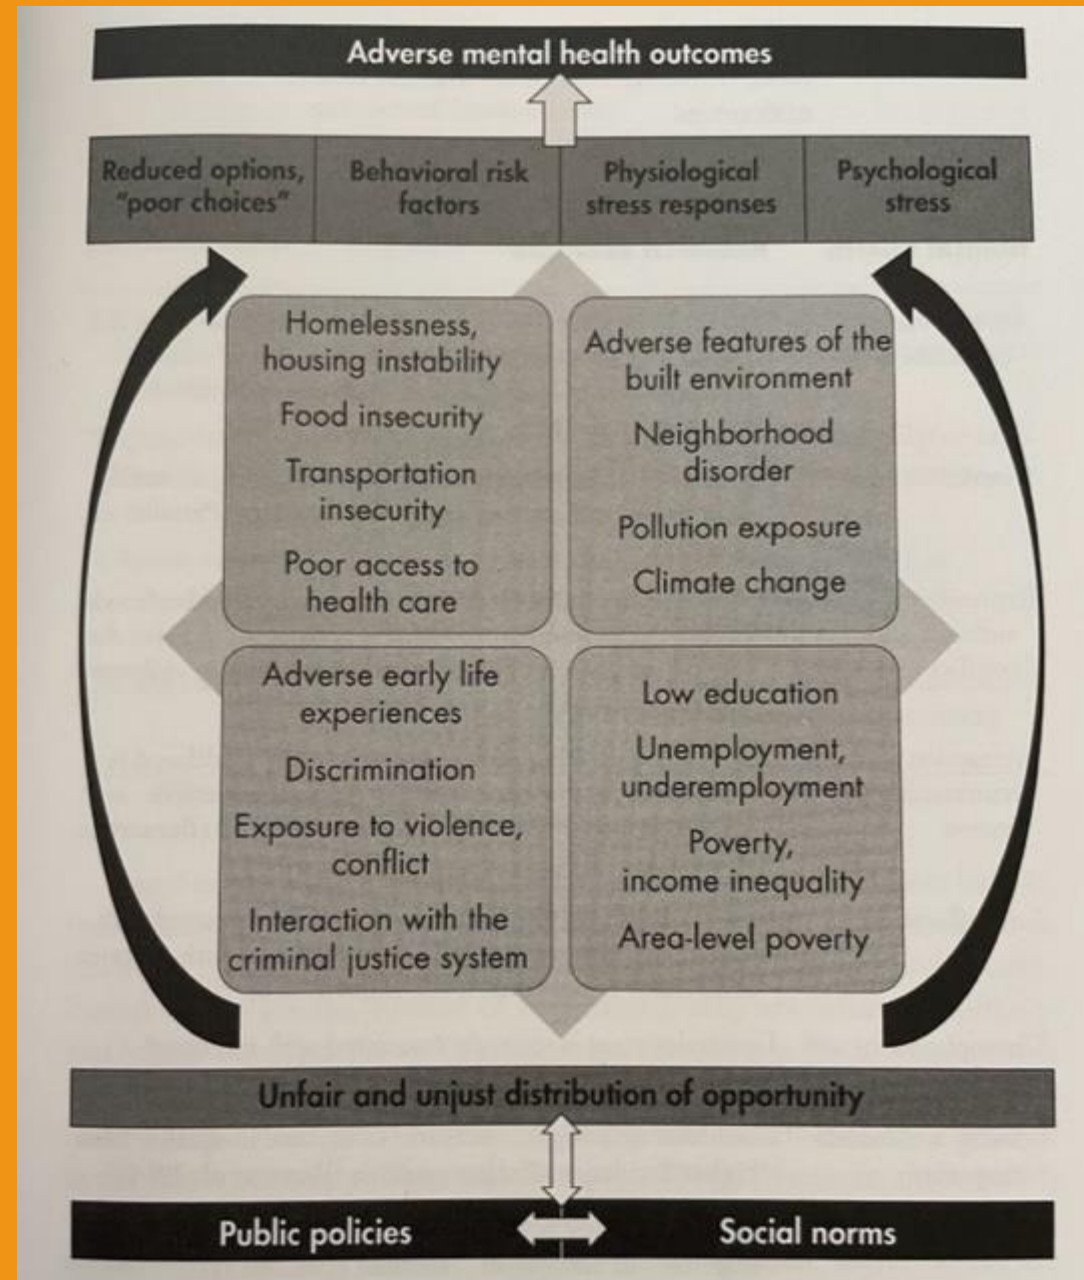 Adverse mental health outcomes
Reduced options,
"poor choices"
Behavioral risk
factors
Physiological
stress responses
Psychological
stress
Homelessness,
housing instability
Food insecurity
Transportation
insecurity
Poor access to
health care
Adverse features of the
built environment
Neighborhood
disorder
Pollution exposure
Climate change
Adverse early life
experiences
Discrimination
Exposure to violence,
conflict
Interaction with the
criminal justice system
Low education
Unemployment,
underemployment
Poverty,
income inequality
Area-level poverty
Unfair and unjust distribution of opportunity
Public policies
Social norms